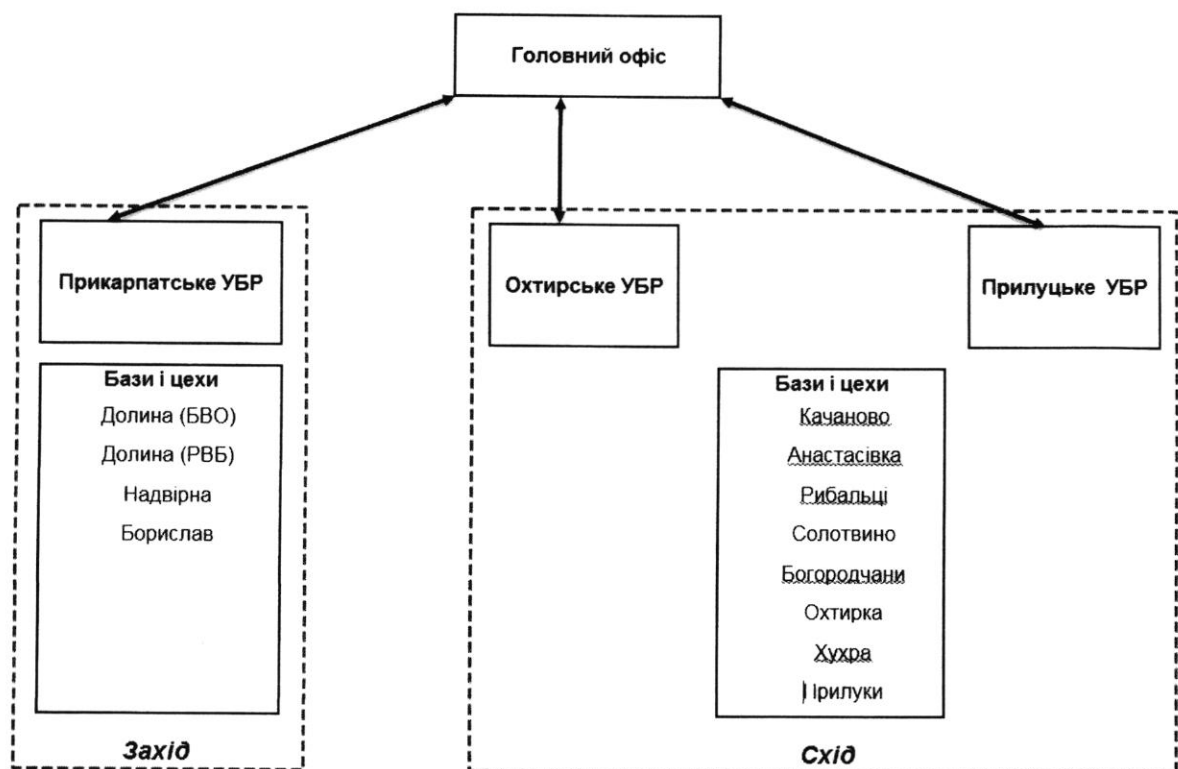 Головний офіс
Прикарпатське УБР
Бази і цехи
Долина (БВО)
Долина (РВБ)
Надвірна
Борислав
Захід
Охтирське УБР
Прилуцьке УБР
Бази і цехи
Качаново
Анастасівка
Рибальці
Солотвино
Богородчани
Охтирка
Хухра
Прилуки
Схід